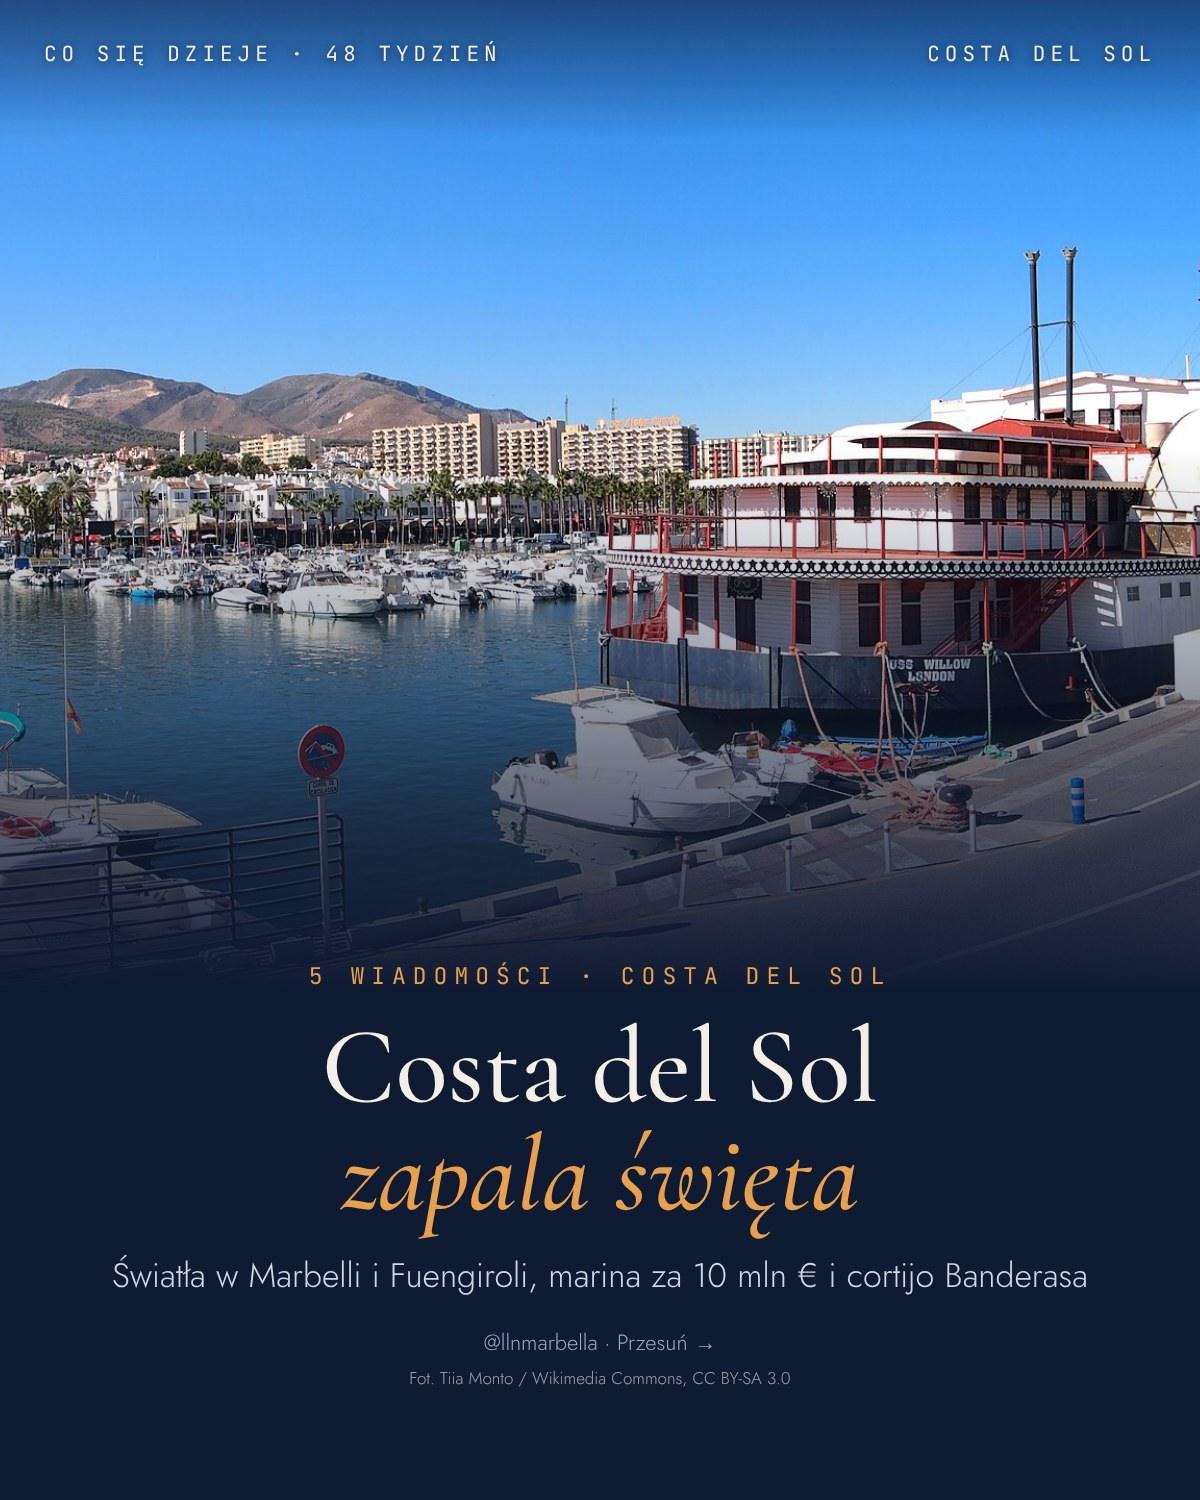 CO SIĘ DZIEJE · 48 TYDZIEŃ
COSTA DEL SOL
WILLOW
LONDON
5 WIADOMOŚCI · COSTA DEL SOL
Costa del Sol
zapala święta
Światła w Marbelli i Fuengiroli, marina za 10 mln € i cortijo Banderasa
@llnmarbella · Przesuń →
Fot. Tiia Monto / Wikimedia Commons, CC BY-SA 3.0